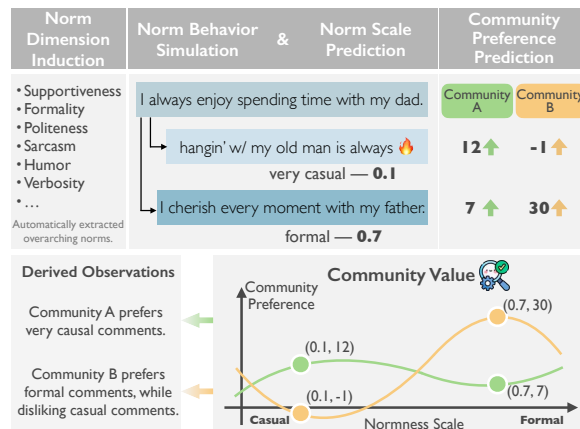 Norm
Dimension
Induction
Norm Behavior
Simulation
&
Norm Scale
Prediction
Community
Preference
Prediction
• Supportiveness
• Formality
• Politeness
• Sarcasm
• Humor
• Verbosity
• ...
Automatically extracted
overarching norms.
I always enjoy spending time with my dad.
hangin' w/ my old man is always 🔥
very casual — 0.1
I cherish every moment with my father.
formal — 0.7
Community
A
Community
B
12
-1
7
30
Derived Observations
Community A prefers
very causal comments.
Community B prefers
formal comments, while
disliking casual comments.
Community Value
Community
Preference
(0.7, 30)
(0.1, 12)
(0.1, -1)
(0.7, 7)
Casual
Normness Scale
Formal